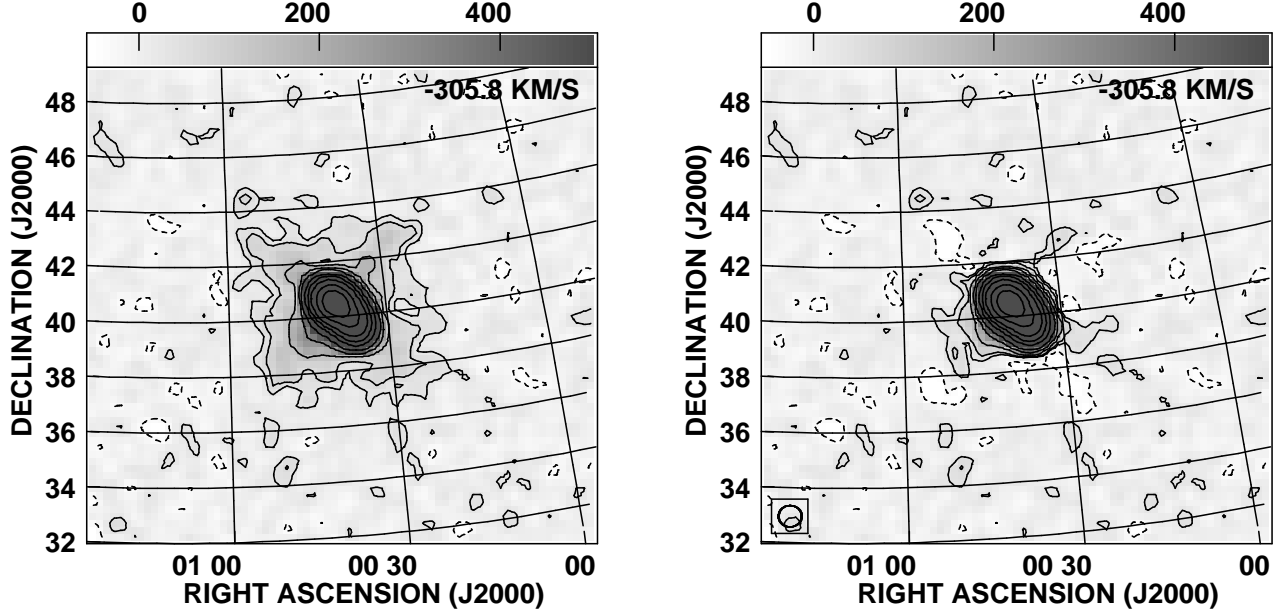 0 200 400
-305.8 KM/S
48
46
44
42
40
38
36
34
32
DECLINATION (J2000)
01 00 00 30 00
RIGHT ASCENSION (J2000)
0 200 400
-305.8 KM/S
48
46
44
42
40
38
36
34
32
DECLINATION (J2000)
01 00 00 30 00
RIGHT ASCENSION (J2000)